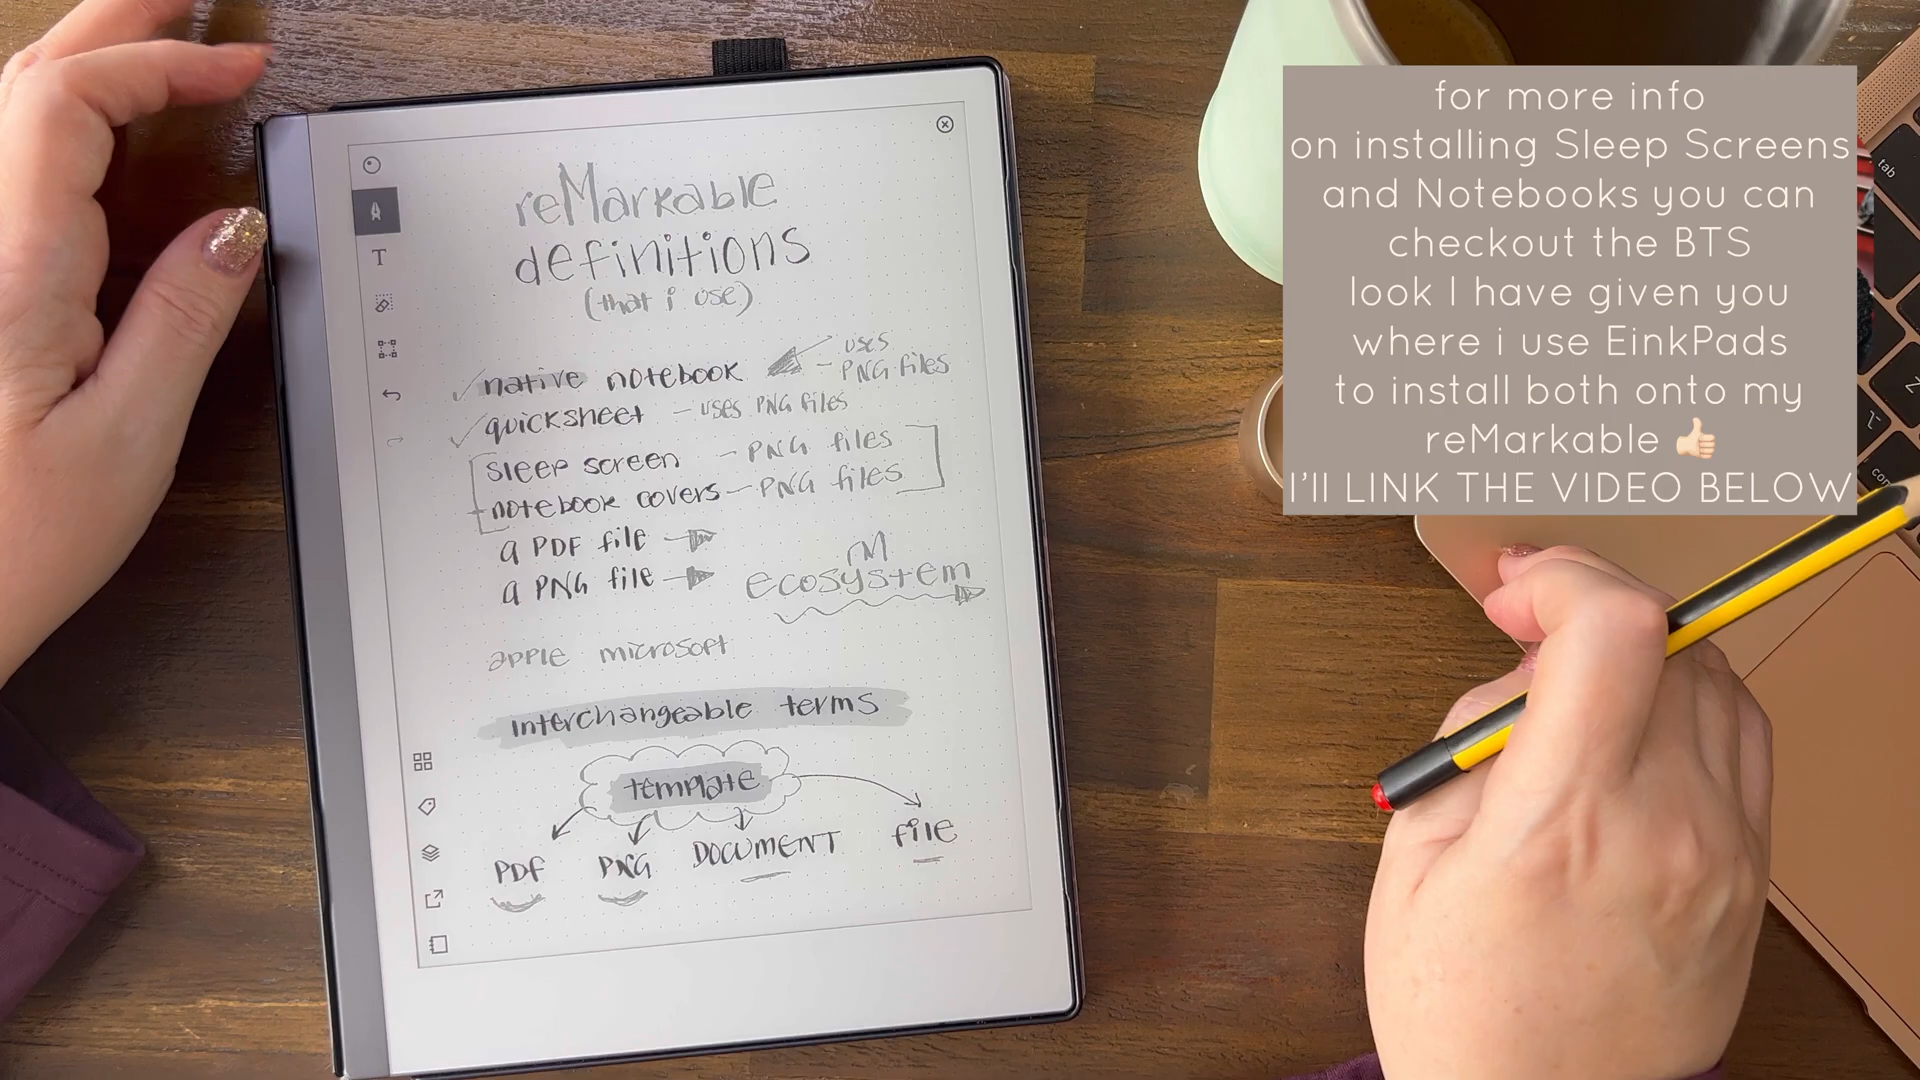 reMarkable
definitions
(that i use)
✓ native notebook - uses PNG files
✓ quicksheet - uses PNG files
sleep screen - PNG files
notebook covers - PNG files
a PDF file →
a PNG file →
rM
ecosystem
apple microsoft
interchangeable terms
template
PDF PNG DOCUMENT file
for more info
on installing Sleep Screens
and Notebooks you can
checkout the BTS
look I have given you
where i use EinkPads
to install both onto my
reMarkable 👍🏻
I'll LINK THE VIDEO BELOW
T
tab
Z